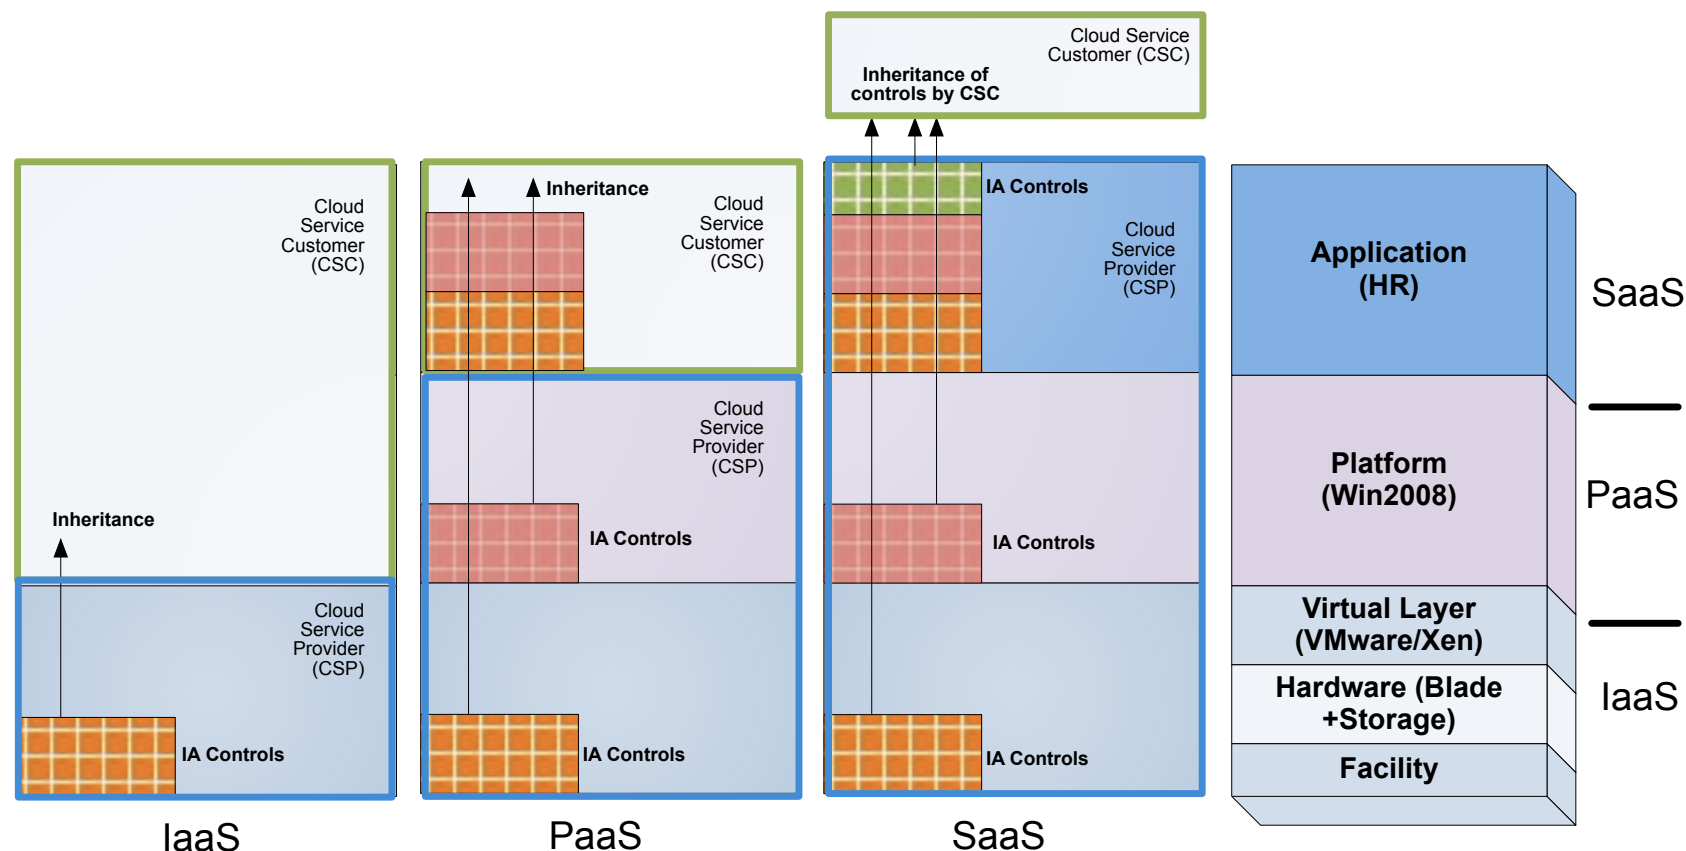 Cloud Service
Customer (CSC)
Inheritance of
controls by CSC
Cloud
Service
Customer
(CSC)
Inheritance
Cloud
Service
Provider
(CSP)
IA Controls
IaaS
Inheritance
Cloud
Service
Customer
(CSC)
Cloud
Service
Provider
(CSP)
IA Controls
IA Controls
PaaS
IA Controls
Cloud
Service
Provider
(CSP)
IA Controls
IA Controls
SaaS
Application
(HR)
Platform
(Win2008)
Virtual Layer
(VMware/Xen)
Hardware (Blade
+Storage)
Facility
SaaS
PaaS
IaaS